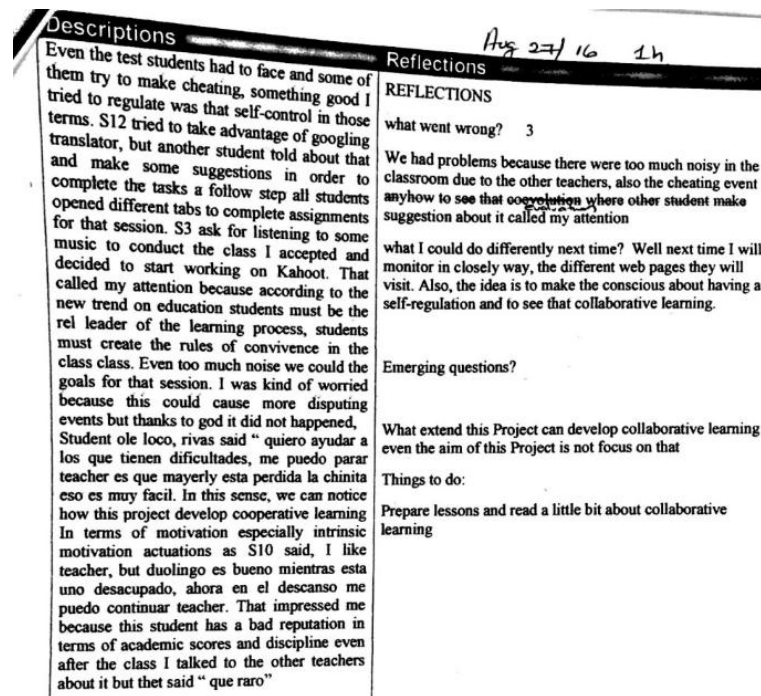 Descriptions
Even the test students had to face and some of
them try to make cheating, something good I
tried to regulate was that self-control in those
terms. S12 tried to take advantage of googling
translator, but another student told about that
and make some suggestions in order to
complete the tasks a follow step all students
opened different tabs to complete assignments
for that session. S3 ask for listening to some
music to conduct the class I accepted and
decided to start working on Kahoot. That
called my attention because according to the
new trend on education students must be the
rel leader of the learning process, students
must create the rules of convivence in the
class class. Even too much noise we could the
goals for that session. I was kind of worried
because this could cause more disputing
events but thanks to god it did not happened,
Student ole loco, rivas said “ quiero ayudar a
los que tienen dificultades, me puedo parar
teacher es que mayerly esta perdida la chinita
eso es muy facil. In this sense, we can notice
how this project develop cooperative learning
In terms of motivation especially intrinsic
motivation actuations as S10 said, I like
teacher, but duolingo es bueno mientras esta
uno desacupado, ahora en el descanso me
puedo continuar teacher. That impressed me
because this student has a bad reputation in
terms of academic scores and discipline even
after the class I talked to the other teachers
about it but thet said “ que raro”
Aug 27/16 1h
Reflections
REFLECTIONS
what went wrong? 3
We had problems because there were too much noisy in the
classroom due to the other teachers, also the cheating event
anyhow to see that where other student make
suggestion about it called my attention
what I could do differently next time? Well next time I will
monitor in closely way, the different web pages they will
visit. Also, the idea is to make the conscious about having a
self-regulation and to see that collaborative learning.
Emerging questions?
What extend this Project can develop collaborative learning
even the aim of this Project is not focus on that
Things to do:
Prepare lessons and read a little bit about collaborative
learning